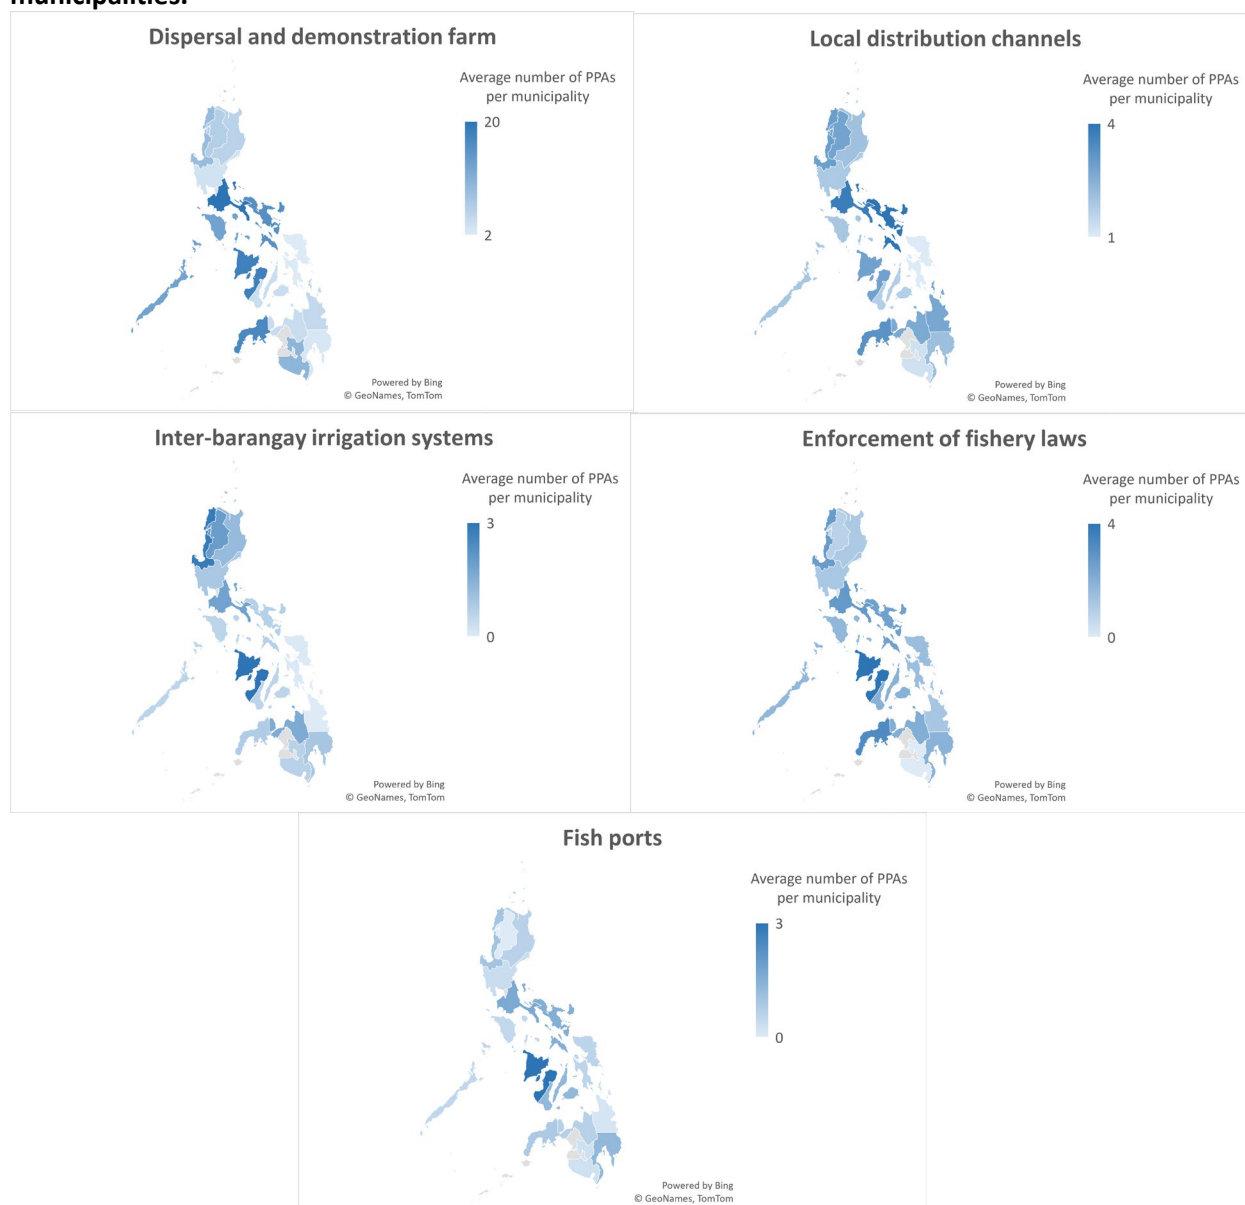 municipalities.
Dispersal and demonstration farm
Average number of PPAs
per municipality
20
2
Powered by Bing
© GeoNames, TomTom
Local distribution channels
Average number of PPAs
per municipality
4
1
Powered by Bing
© GeoNames, TomTom
Inter-barangay irrigation systems
Average number of PPAs
per municipality
3
0
Powered by Bing
© GeoNames, TomTom
Enforcement of fishery laws
Average number of PPAs
per municipality
4
0
Powered by Bing
© GeoNames, TomTom
Fish ports
Average number of PPAs
per municipality
3
0
Powered by Bing
© GeoNames, TomTom